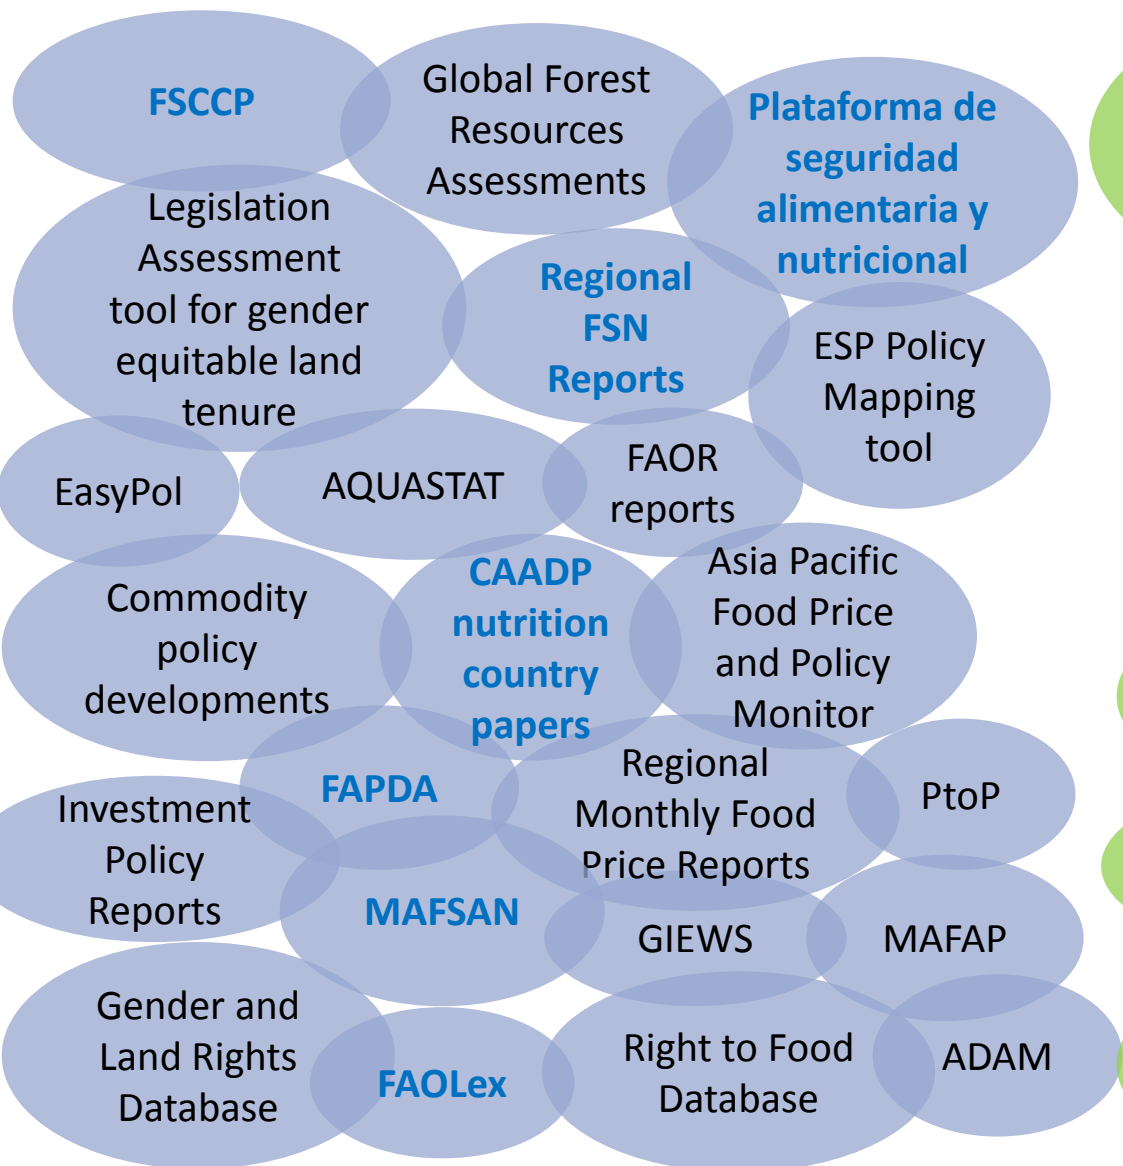 FSCCP
Global Forest
Resources
Assessments
Plataforma de
seguridad
alimentaria y
nutricional
Legislation
Assessment
tool for gender
equitable land
tenure
Regional
FSN
Reports
ESP Policy
Mapping
tool
EasyPol
AQUASTAT
FAOR
reports
Commodity
policy
developments
CAADP
nutrition
country
papers
Asia Pacific
Food Price
and Policy
Monitor
FAPDA
Regional
Monthly Food
Price Reports
PtoP
Investment
Policy
Reports
MAFSAN
GIEWS
MAFAP
Gender and
Land Rights
Database
FAOLex
Right to Food
Database
ADAM